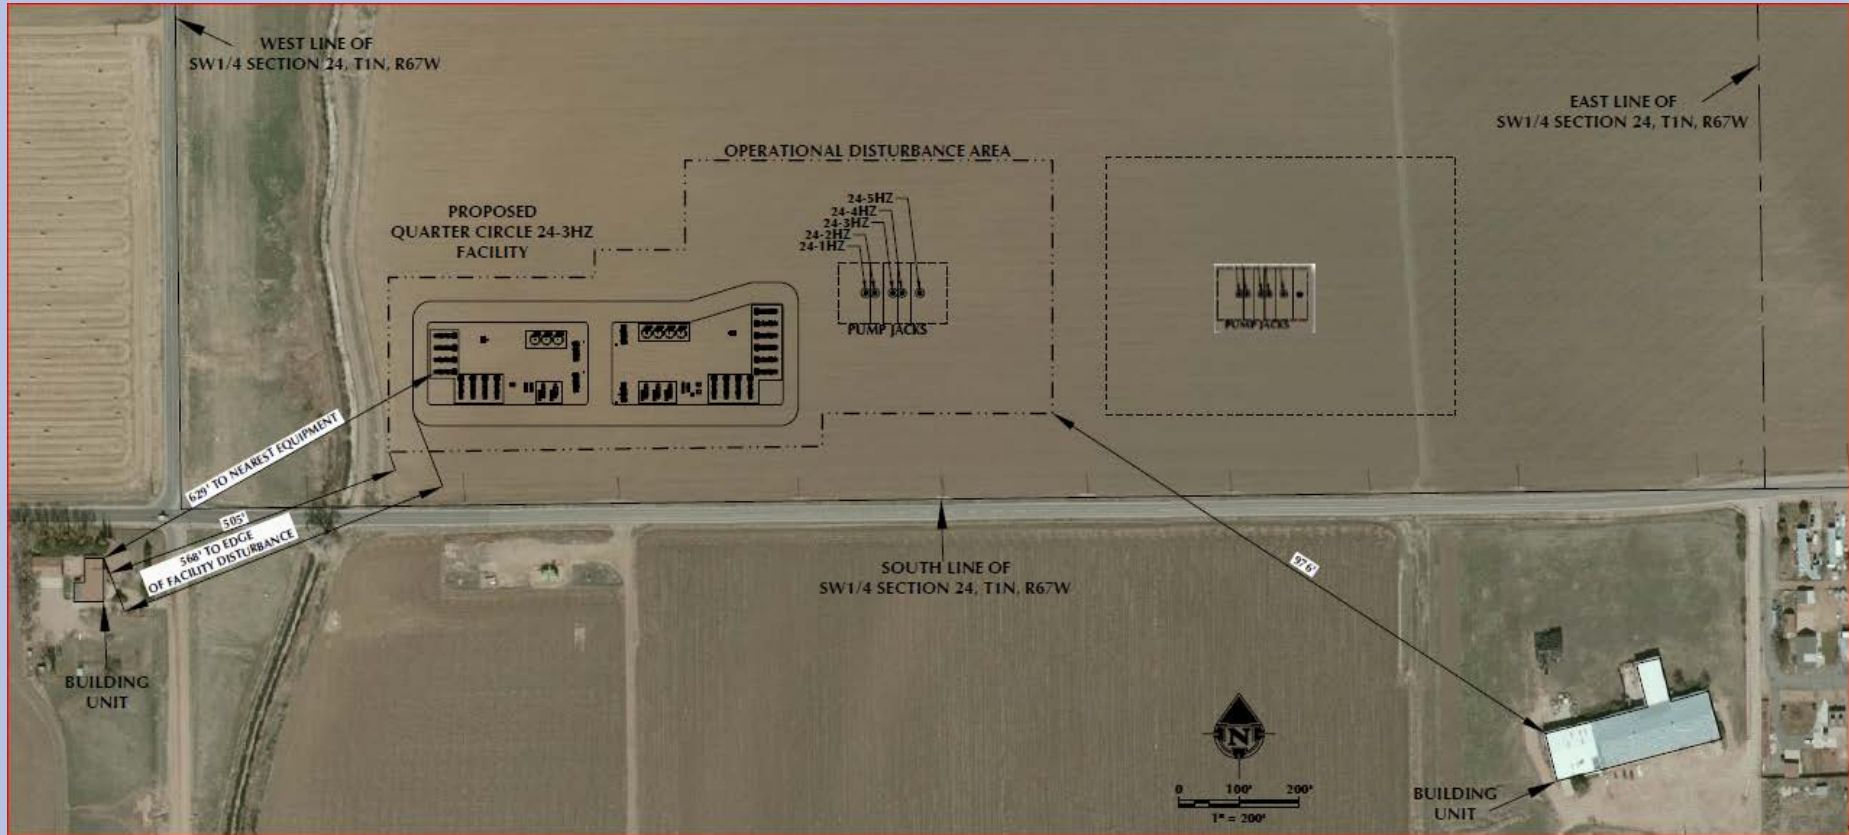 WEST LINE OF
SW1/4 SECTION 24, T1N, R67W
EAST LINE OF
SW1/4 SECTION 24, T1N, R67W
OPERATIONAL DISTURBANCE AREA
PROPOSED
QUARTER CIRCLE 24-3HZ
FACILITY
24-5HZ
24-4HZ
24-3HZ
24-2HZ
24-1HZ
PUMP JACKS
PUMP JACKS
629' TO NEAREST EQUIPMENT
505'
568' TO EDGE
OF FACILITY DISTURBANCE
976'
SOUTH LINE OF
SW1/4 SECTION 24, T1N, R67W
BUILDING
UNIT
N
0 100' 200'
1" = 200'
BUILDING
UNIT